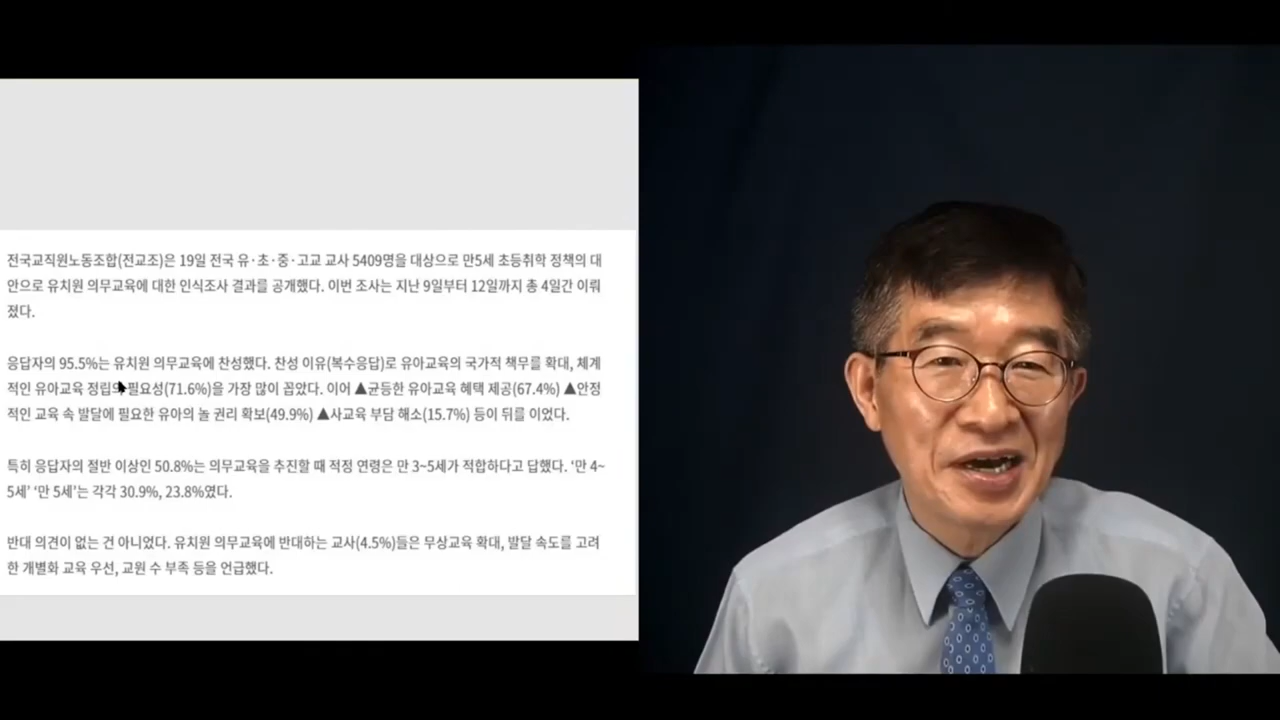 전국교직원노동조합(전교조)은 19일 전국 유·초·중·고교 교사 5409명을 대상으로 만5세 초등취학 정책의 대
안으로 유치원 의무교육에 대한 인식조사 결과를 공개했다. 이번 조사는 지난 9일부터 12일까지 총 4일간 이뤄
졌다.
응답자의 95.5%는 유치원 의무교육에 찬성했다. 찬성 이유(복수응답)로 유아교육의 국가적 책무를 확대, 체계
적인 유아교육 정립의 필요성(71.6%)을 가장 많이 꼽았다. 이어 ▲균등한 유아교육 혜택 제공(67.4%) ▲안정
적인 교육 속 발달에 필요한 유아의 놀 권리 확보(49.9%) ▲사교육 부담 해소(15.7%) 등이 뒤를 이었다.
특히 응답자의 절반 이상인 50.8%는 의무교육을 추진할 때 적정 연령은 만 3~5세가 적합하다고 답했다. ‘만 4~
5세’ ‘만 5세’는 각각 30.9%, 23.8%였다.
반대 의견이 없는 건 아니었다. 유치원 의무교육에 반대하는 교사(4.5%)들은 무상교육 확대, 발달 속도를 고려
한 개별화 교육 우선, 교원 수 부족 등을 언급했다.